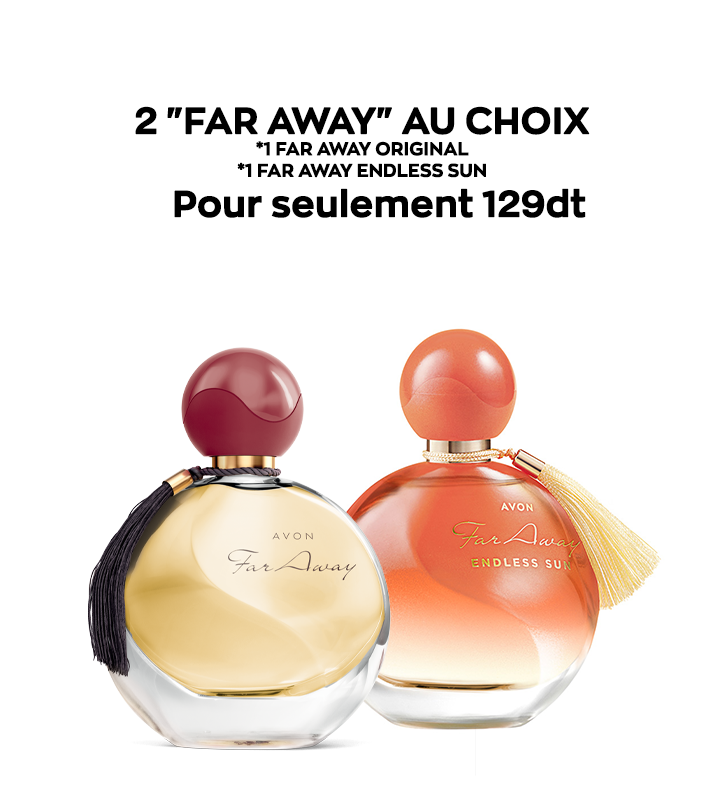 2 "FAR AWAY" AU CHOIX
*1 FAR AWAY ORIGINAL
*1 FAR AWAY ENDLESS SUN
Pour seulement 129dt
AVON
Far Away
AVON
Far Away
ENDLESS SUN